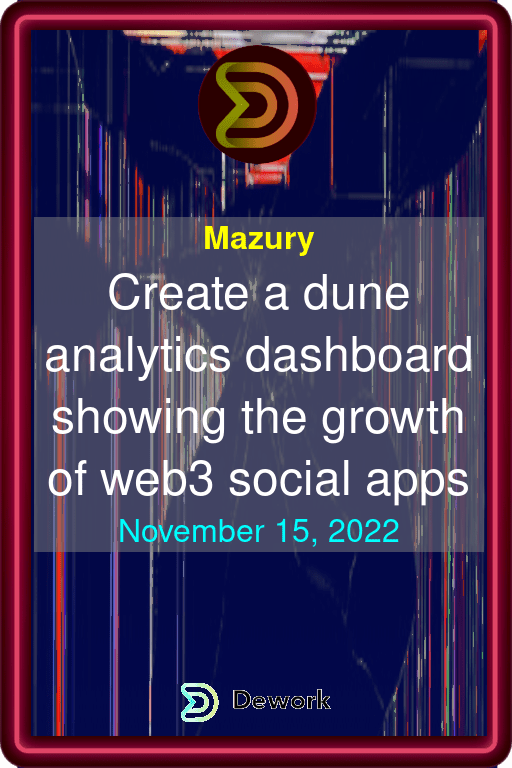 Mazury
Create a dune
analytics dashboard
showing the growth
of web3 social apps
November 15, 2022
Dework